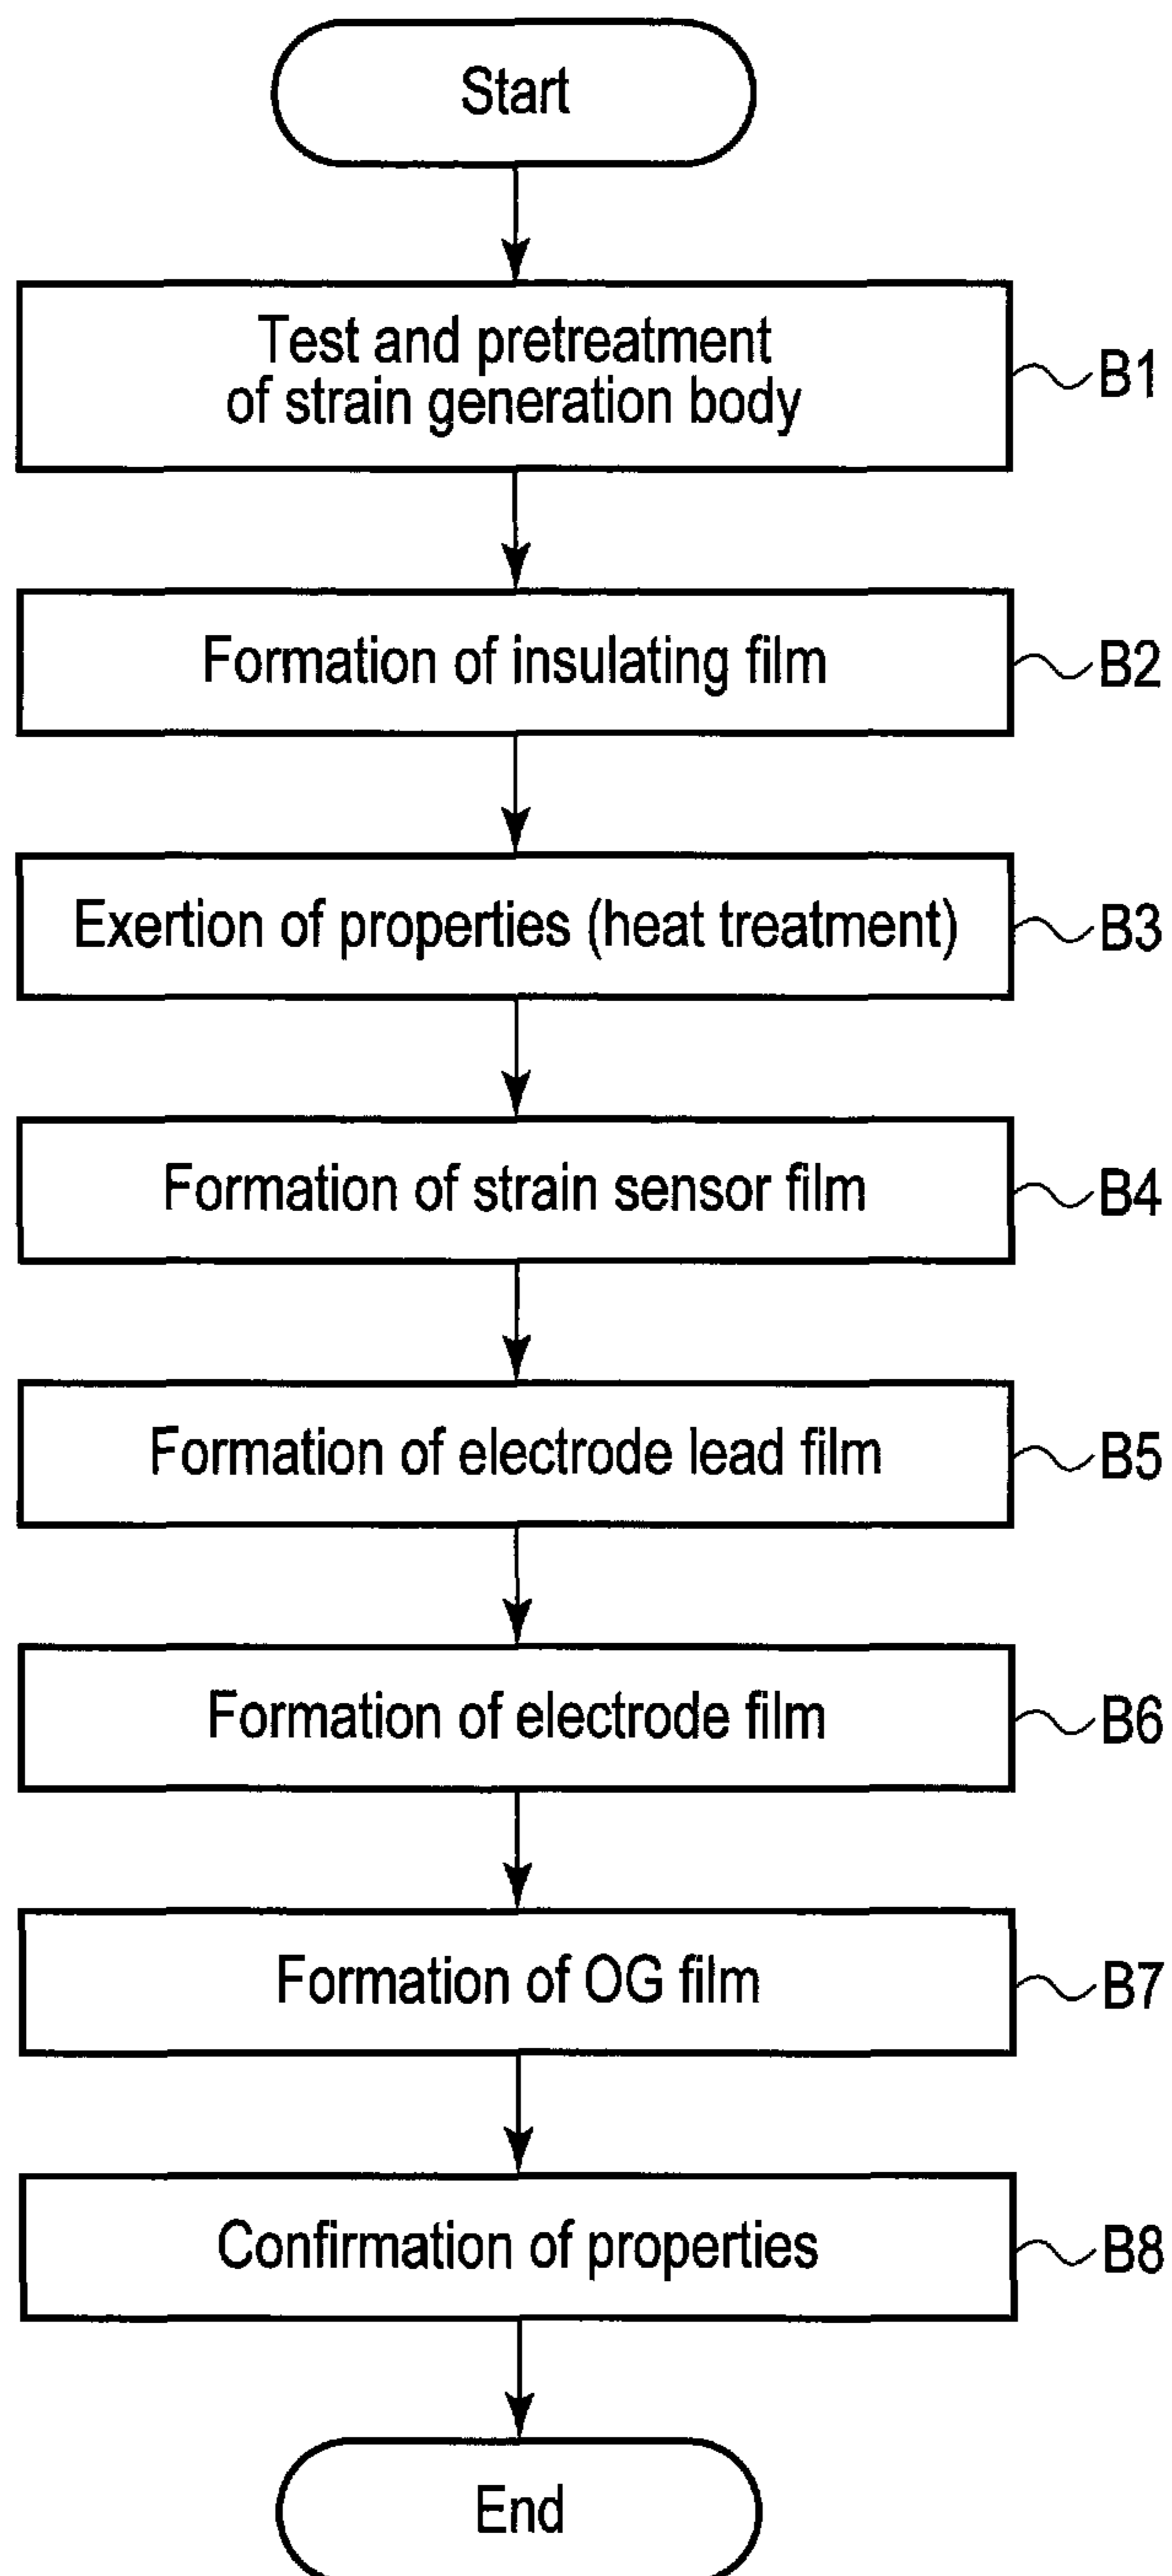 Start
Test and pretreatment
of strain generation body
B1
Formation of insulating film
B2
Exertion of properties (heat treatment)
B3
Formation of strain sensor film
B4
Formation of electrode lead film
B5
Formation of electrode film
B6
Formation of OG film
B7
Confirmation of properties
B8
End